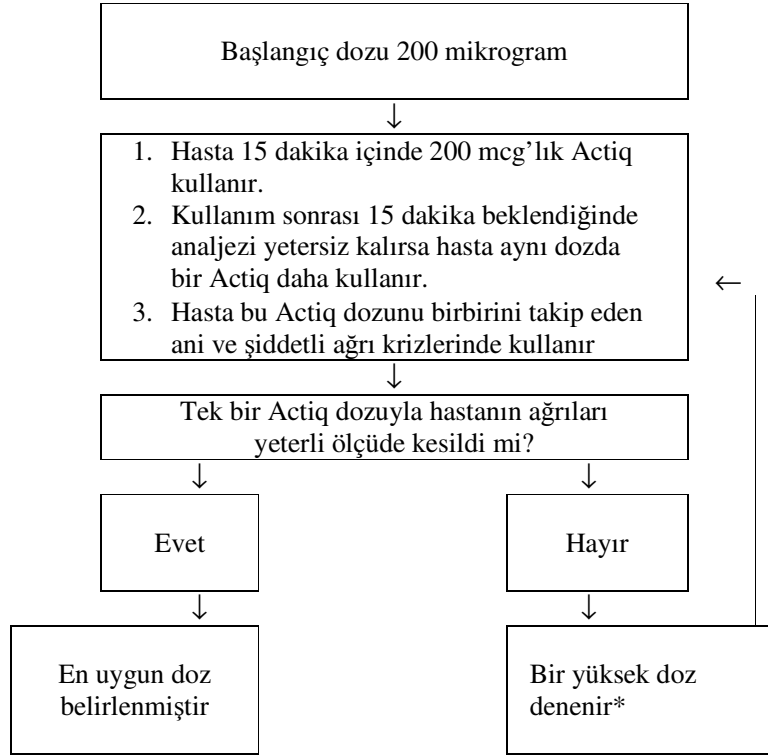 Başlangıç dozu 200 mikrogram
↓
1. Hasta 15 dakika içinde 200 mcg’lık Actiq
kullanır.
2. Kullanım sonrası 15 dakika beklendiğinde
analjezi yetersiz kalırsa hasta aynı dozda
bir Actiq daha kullanır.
3. Hasta bu Actiq dozunu birbirini takip eden
ani ve şiddetli ağrı krizlerinde kullanır
←
↓
Tek bir Actiq dozuyla hastanın ağrıları
yeterli ölçüde kesildi mi?
↓ ↓
Evet
Hayır
↓ ↓
En uygun doz
belirlenmiştir
Bir yüksek doz
denenir*